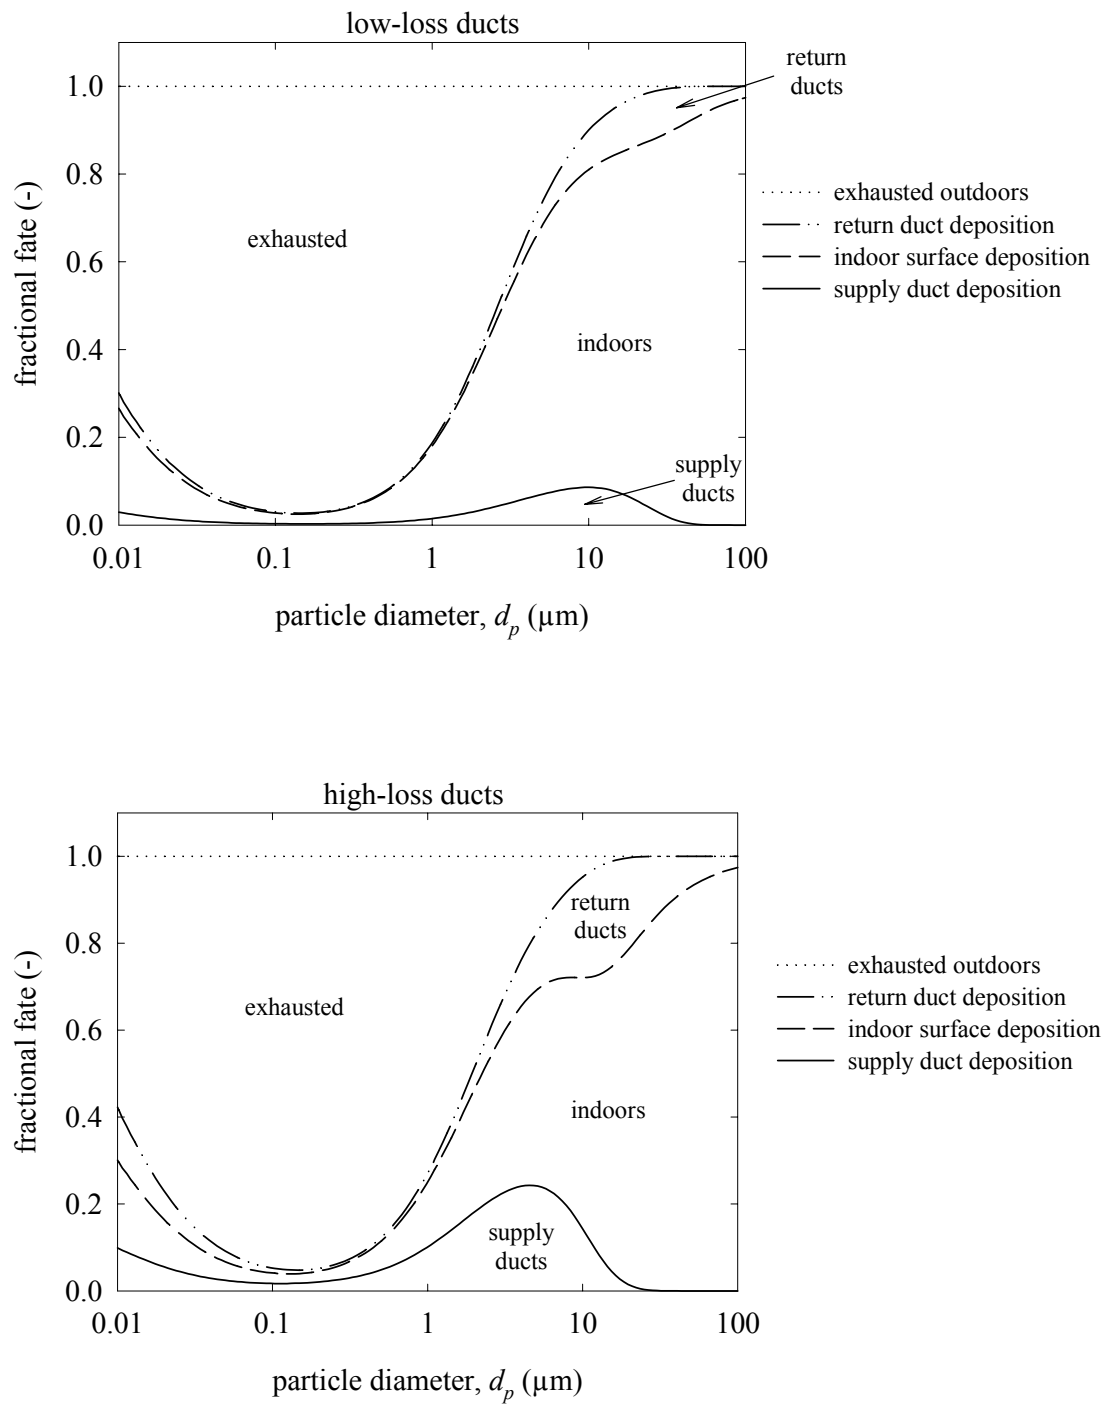 low-loss ducts
return
ducts
1.0
0.8
0.6
0.4
0.2
0.0
fractional fate (-)
exhausted
indoors
supply
ducts
exhausted outdoors
return duct deposition
indoor surface deposition
supply duct deposition
0.01 0.1 1 10 100
particle diameter, dp (µm)
high-loss ducts
1.0
0.8
0.6
0.4
0.2
0.0
fractional fate (-)
return
ducts
exhausted
indoors
supply
ducts
exhausted outdoors
return duct deposition
indoor surface deposition
supply duct deposition
0.01 0.1 1 10 100
particle diameter, dp (µm)